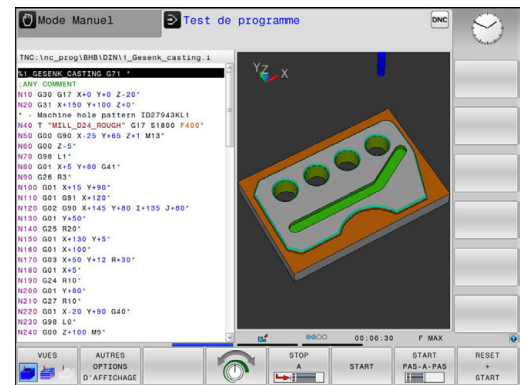 Mode Manuel
Test de programme
DNC
TNC:\nc_prog\BHB\DIN\1_Gesenk_casting.i
%1_GESENK_CASTING G71 *
;ANY COMMENT
N10 G30 G17 X+0 Y+0 Z-20*
N20 G31 X+150 Y+100 Z+0*
* - Machine hole pattern ID27943KL1
N40 T "MILL_D24_ROUGH" G17 S1800 F400*
N50 G00 G90 X-25 Y+65 Z+1 M13*
N60 G00 Z-5*
N70 G98 L1*
N80 G01 X+5 Y+80 G41*
N90 G26 R3*
N100 G01 X+15 Y+90*
N110 G01 G91 X+120*
N120 G02 G90 X+145 Y+80 I+135 J+80*
N130 G01 Y+50*
N140 G25 R20*
N150 G01 X+130 Y+5*
N160 G01 X+100*
N170 G03 X+50 Y+12 R+30*
N180 G01 X+5*
N190 G24 R10*
N200 G01 Y+80*
N210 G27 R10*
N220 G01 X-20 Y+90 G40*
N230 G98 L0*
N240 G00 Z+100 M9*
YZ X
00:06:30
F MAX
VUES
AUTRES
OPTIONS
D'AFFICHAGE
STOP
A
START
START
PAS-A-PAS
RESET
+
START